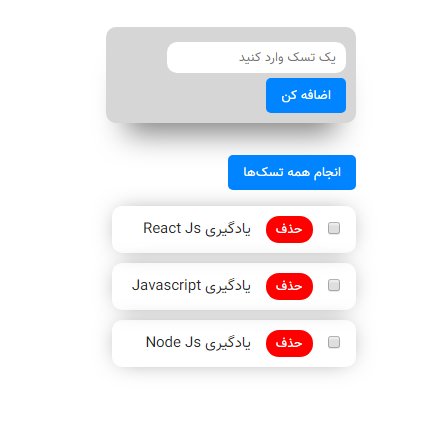 یک تسک وارد کنید
اضافه کن
انجام همه تسک‌ها
حذف یادگیری React Js
حذف یادگیری Javascript
حذف یادگیری Node Js